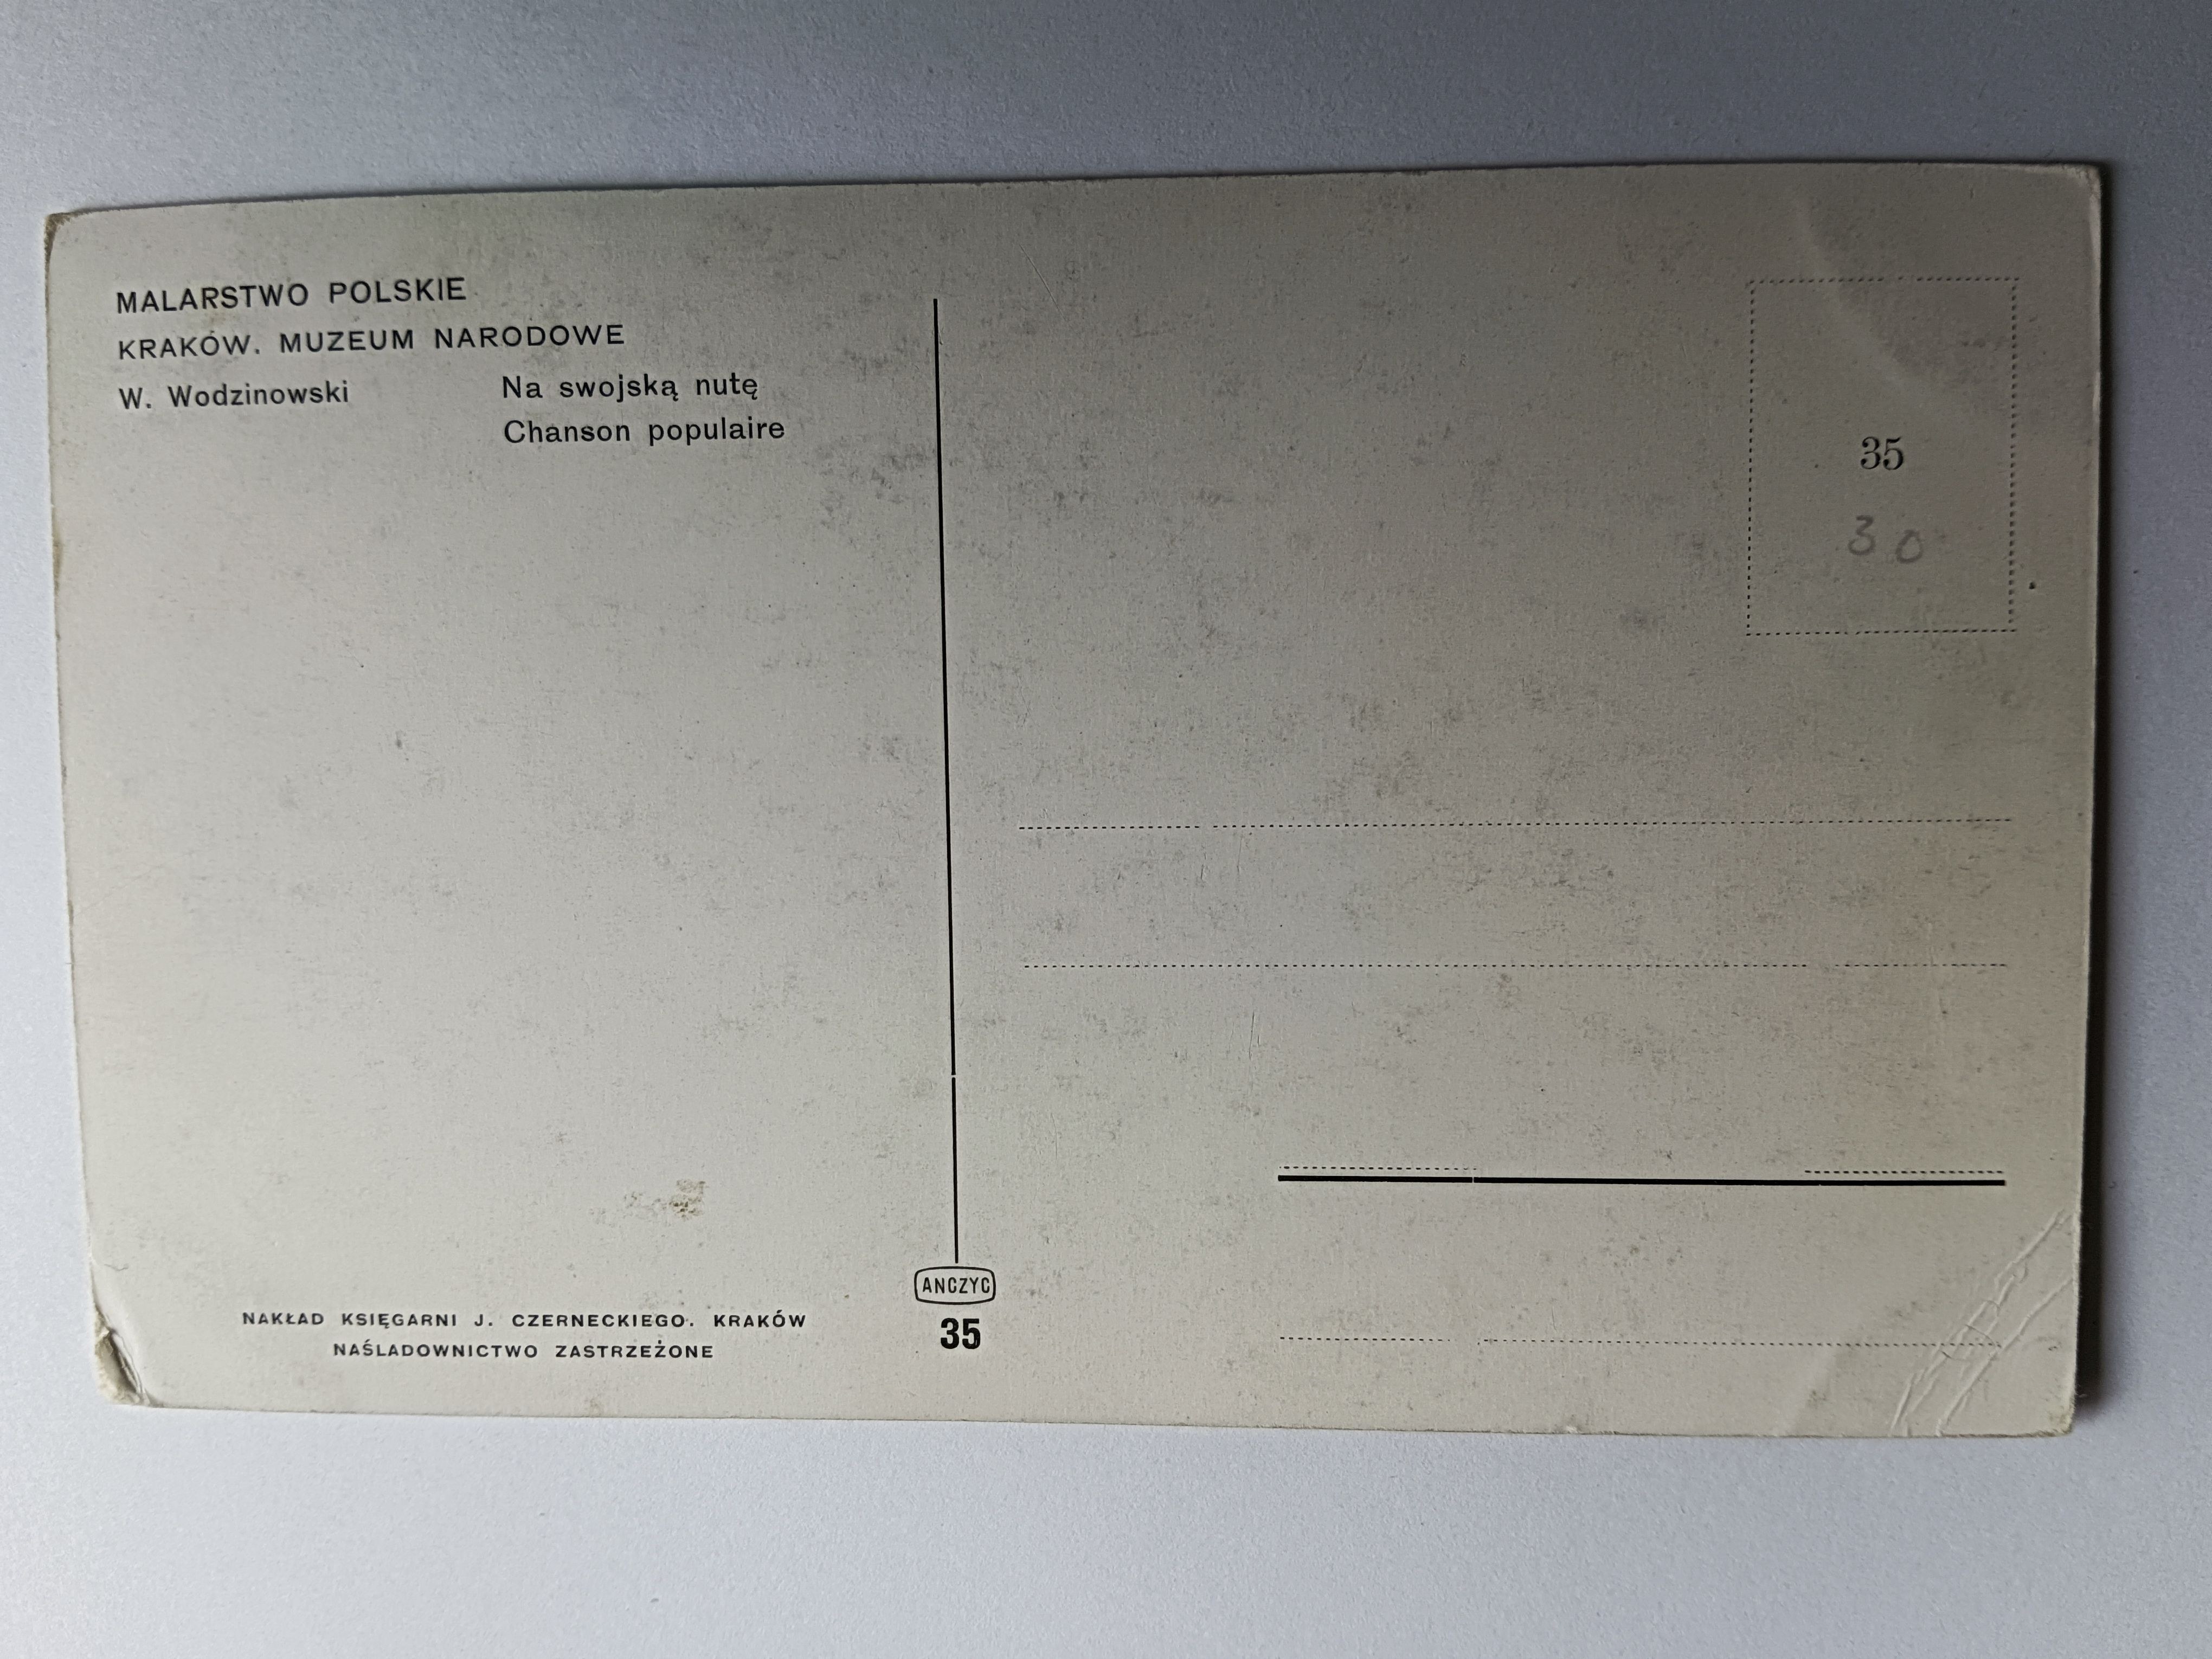 MALARSTWO POLSKIE
KRAKÓW. MUZEUM NARODOWE
W. Wodzinowski Na swojską nutę
Chanson populaire
35
30
ANCZYC
35
NAKŁAD KSIĘGARNI J. CZERNECKIEGO. KRAKÓW
NAŚLADOWNICTWO ZASTRZEŻONE